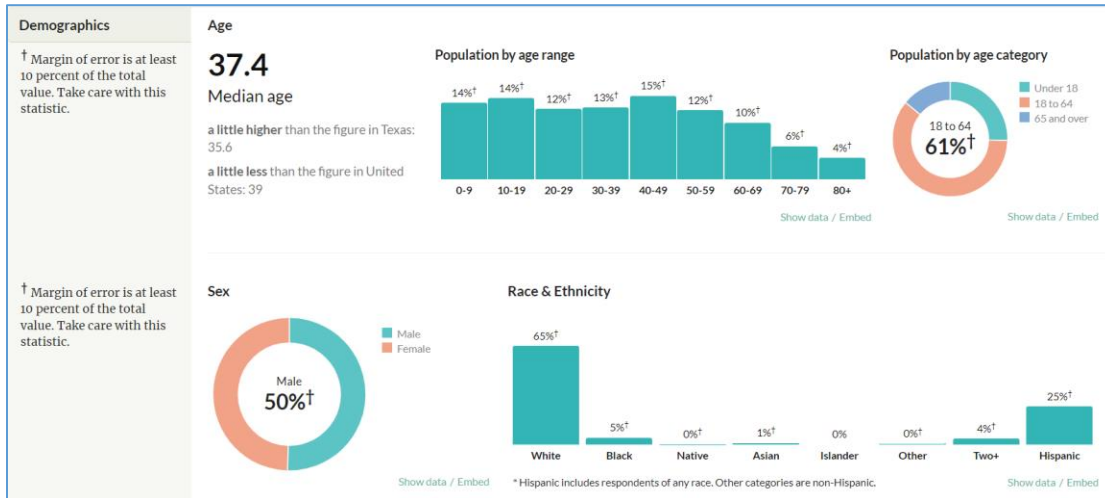 Demographics
† Margin of error is at least
10 percent of the total
value. Take care with this
statistic.
Age
37.4
Median age
a little higher than the figure in Texas:
35.6
a little less than the figure in United
States: 39
Population by age range
14%† 14%† 12%† 13%† 15%† 12%† 10%† 6%† 4%†
0-9 10-19 20-29 30-39 40-49 50-59 60-69 70-79 80+
Show data / Embed
Population by age category
Under 18
18 to 64
65 and over
18 to 64
61%†
Show data / Embed
† Margin of error is at least
10 percent of the total
value. Take care with this
statistic.
Sex
Male
Female
Male
50%†
Show data / Embed
Race & Ethnicity
65%† 5%† 0%† 1%† 0% 0%† 4%† 25%†
White Black Native Asian Islander Other Two+ Hispanic
* Hispanic includes respondents of any race. Other categories are non-Hispanic.
Show data / Embed